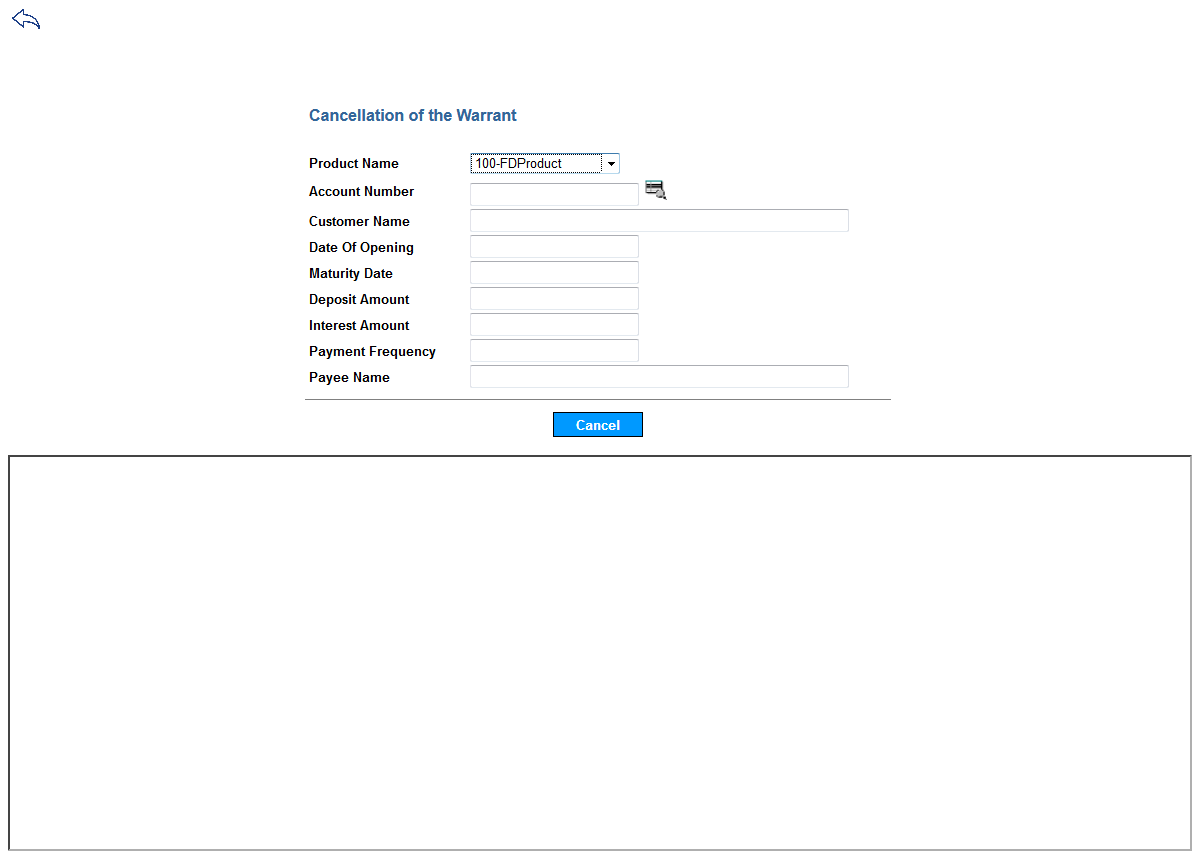 Cancellation of the Warrant
Product Name 100-FDProduct
Account Number
Customer Name
Date Of Opening
Maturity Date
Deposit Amount
Interest Amount
Payment Frequency
Payee Name
Cancel